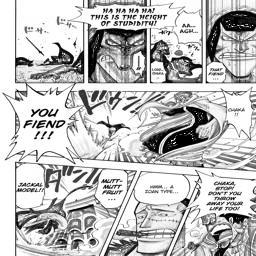 HA HA HA HA!
THIS IS THE HEIGHT
OF STUPIDITY!
AA...
AGH...
THAT
FIEND
...
CHAKA
!!
YOU
FIEND
!!!
JACKAL
MODEL!!
MUTT-
MUTT
FRUIT
...
HMM... A
ZOAN TYPE...
CHAKA,
STOP!
DON'T YOU
THROW
AWAY YOUR
LIFE TOO!